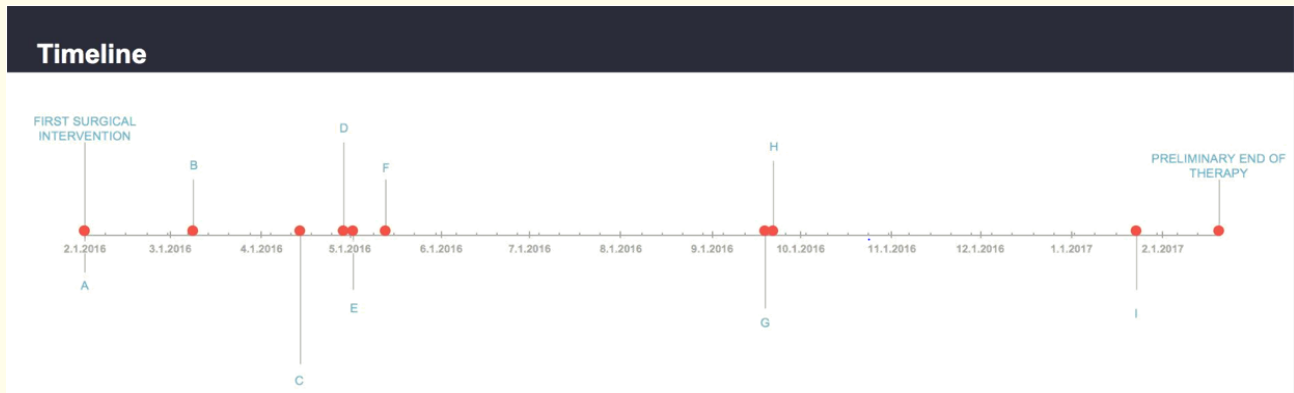 Timeline
FIRST SURGICAL
INTERVENTION
D
H
B
F
PRELIMINARY END OF
THERAPY
2.1.2016 3.1.2016 4.1.2016 5.1.2016 6.1.2016 7.1.2016 8.1.2016 9.1.2016 10.1.2016 11.1.2016 12.1.2016 1.1.2017 2.1.2017
A
E
G
I
C